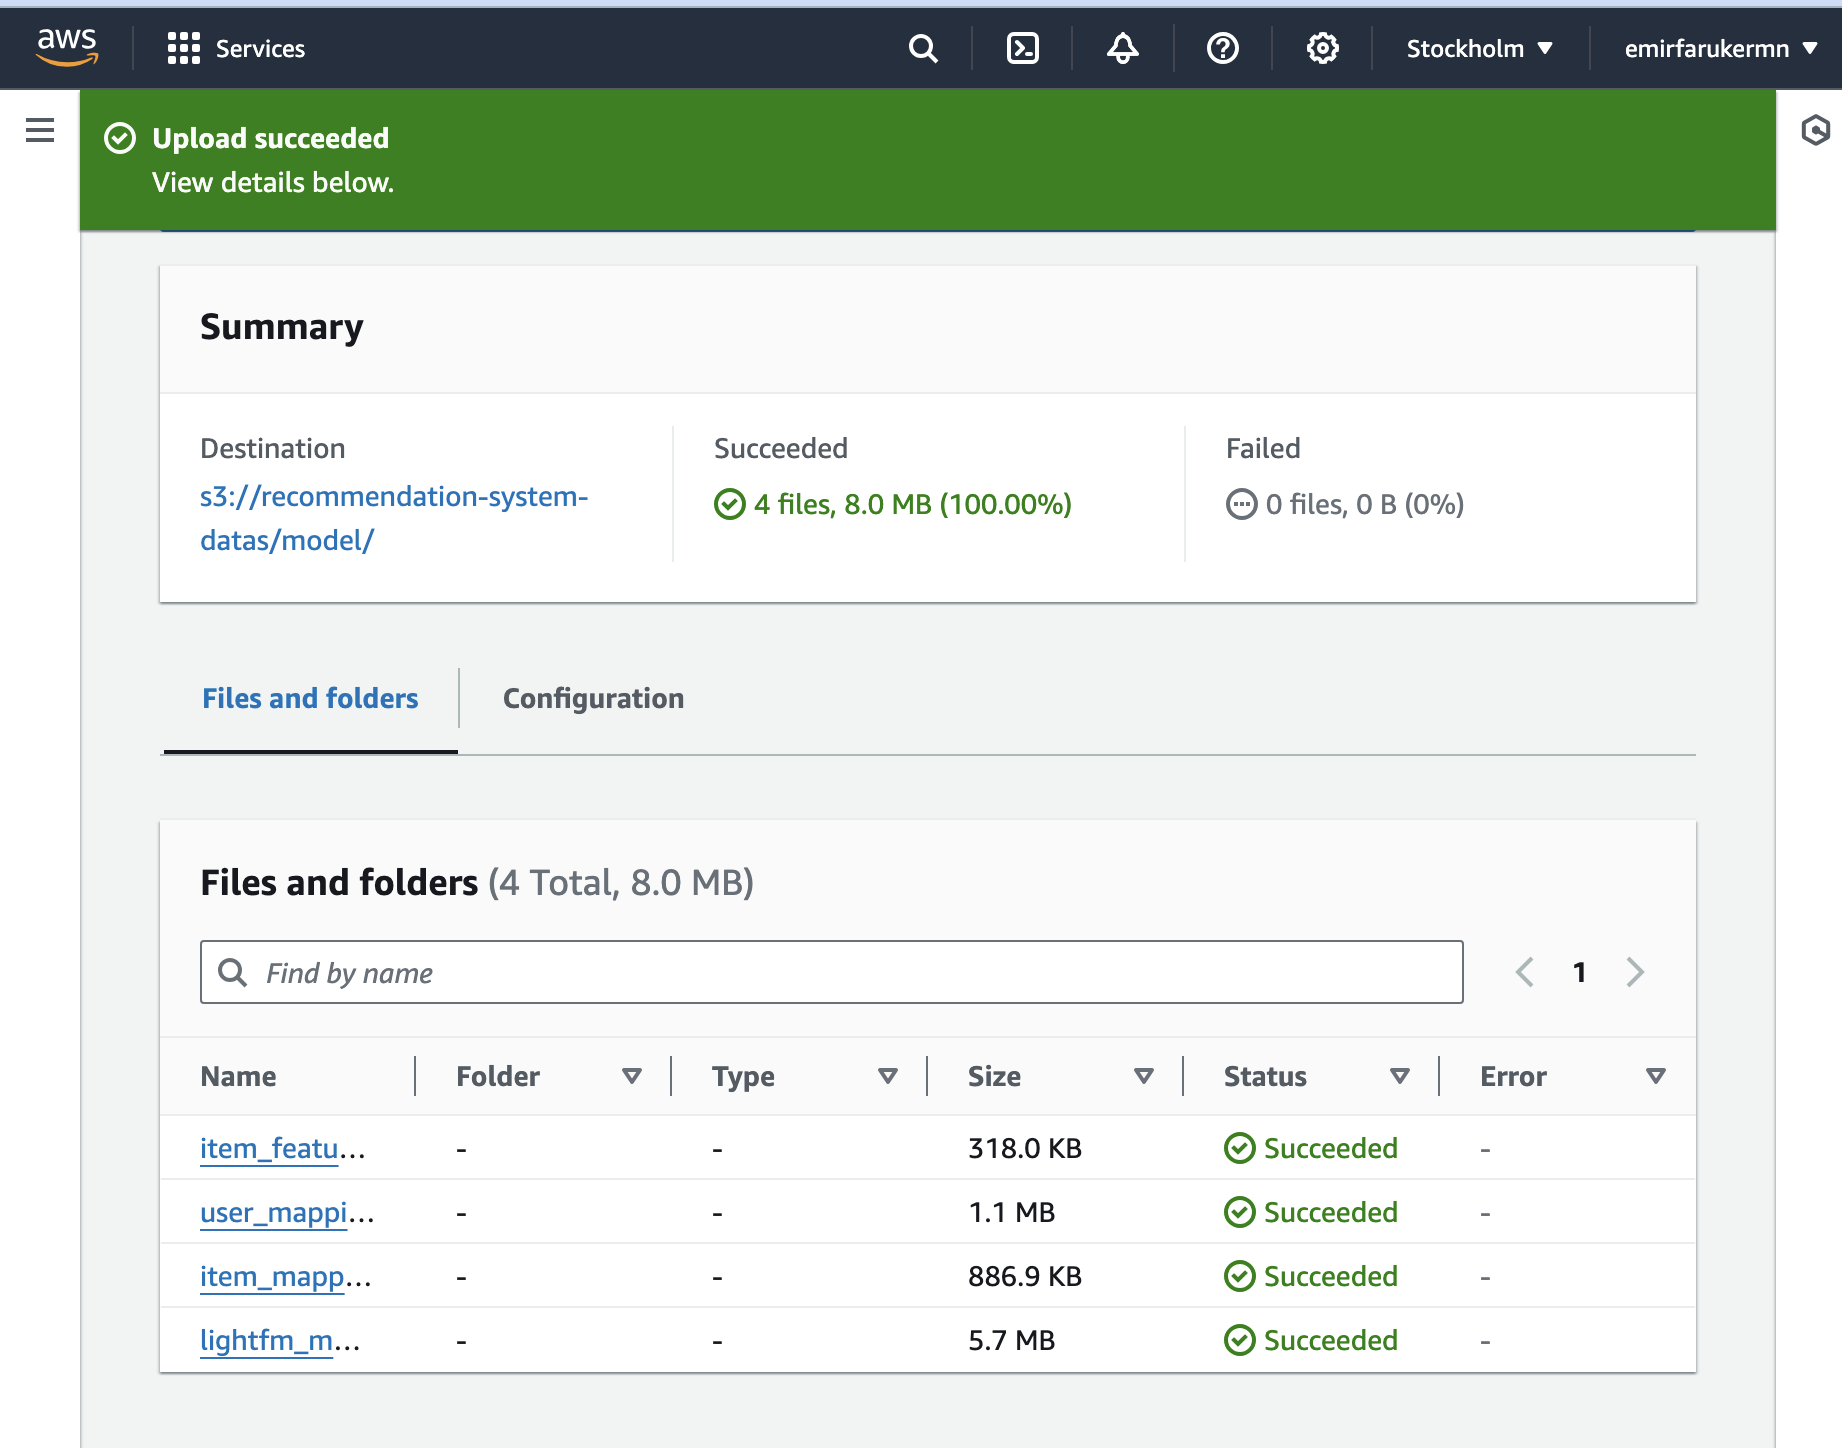 aws
Services
Stockholm ▼
emirfarukermn ▼
Upload succeeded
View details below.
Summary
Destination
s3://recommendation-system-
datas/model/
Succeeded
4 files, 8.0 MB (100.00%)
Failed
0 files, 0 B (0%)
Files and folders
Configuration
Files and folders (4 Total, 8.0 MB)
Find by name
1
Name Folder Type Size Status Error
item_featu... - - 318.0 KB Succeeded -
user_mappi... - - 1.1 MB Succeeded -
item_mapp... - - 886.9 KB Succeeded -
lightfm_m... - - 5.7 MB Succeeded -